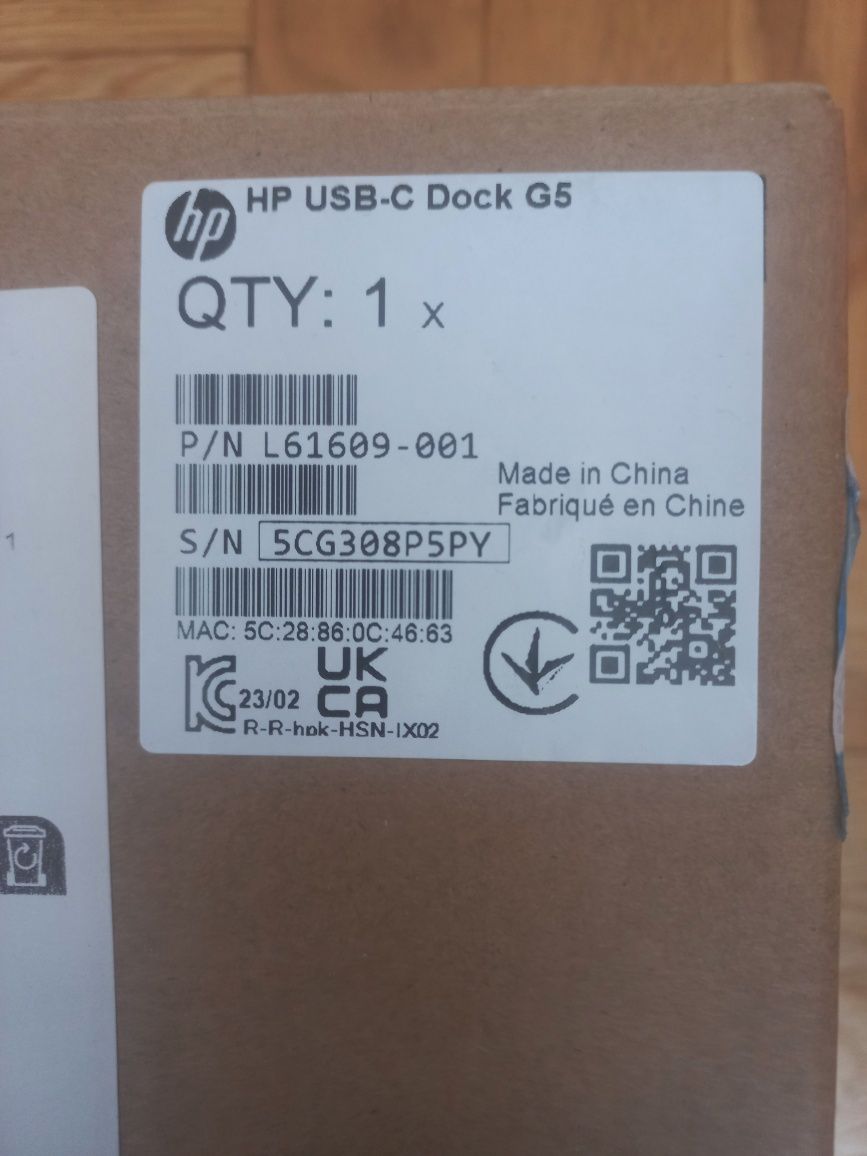 hp HP USB-C Dock G5
QTY: 1 x
P/N L61609-001
Made in China
Fabriqué en Chine
S/N 5CG308P5PY
MAC: 5C:28:86:0C:46:63
23/02
UK
CA
R-R-hpk-HSN-IX02
1